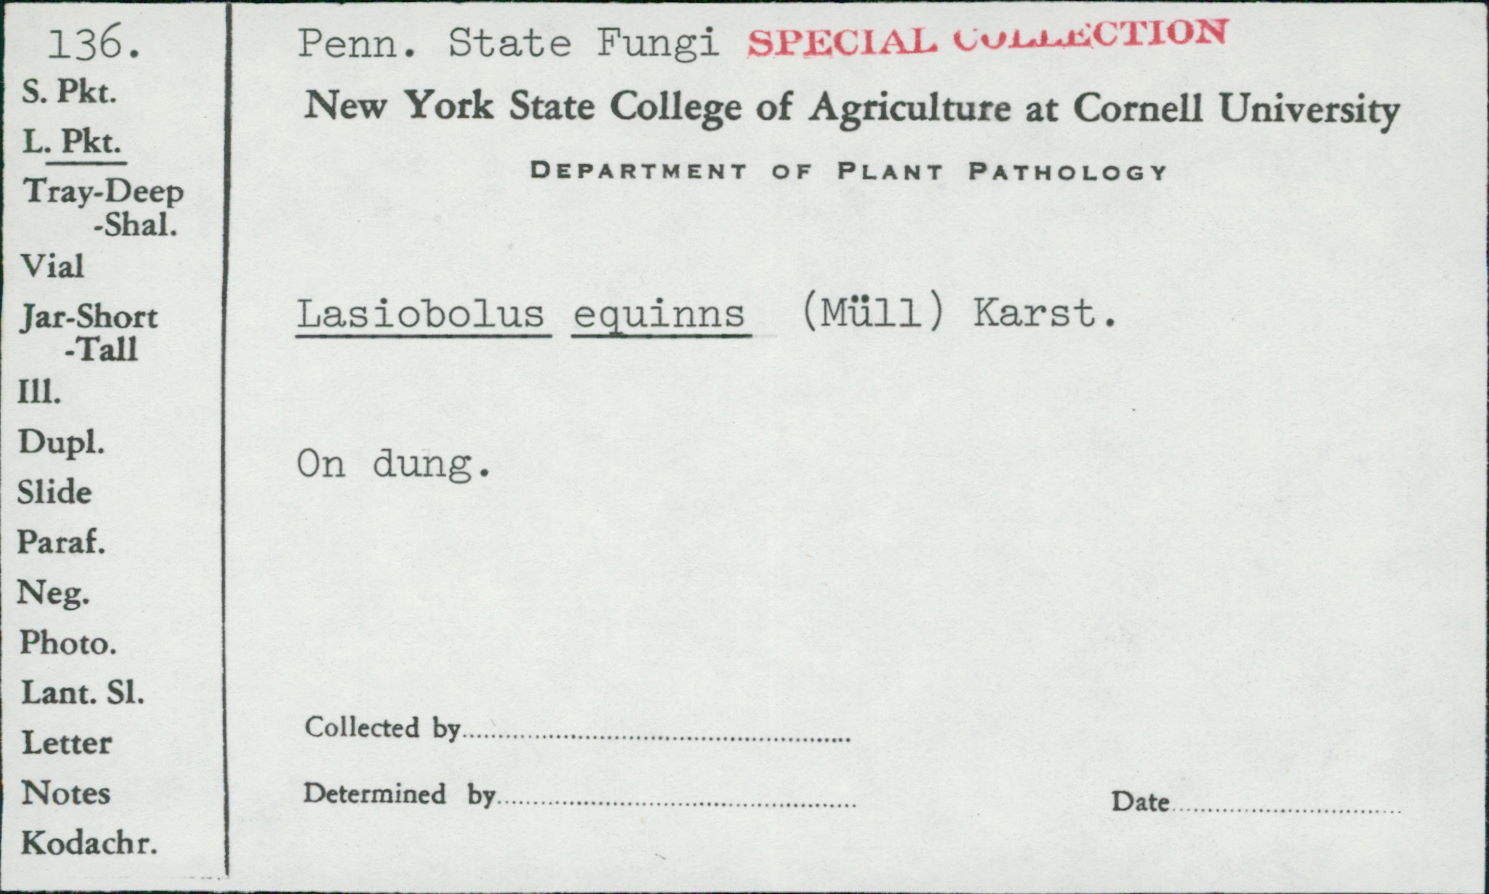 136.
S. Pkt.
L. Pkt.
Tray-Deep
-Shal.
Vial
Jar-Short
-Tall
Ill.
Dupl.
Slide
Paraf.
Neg.
Photo.
Lant. Sl.
Letter
Notes
Kodachr.
Penn. State Fungi SPECIAL COLLECTION
New York State College of Agriculture at Cornell University
DEPARTMENT OF PLANT PATHOLOGY
Lasiobolus equinns (Müll) Karst.
On dung.
Collected by
Determined by
Date